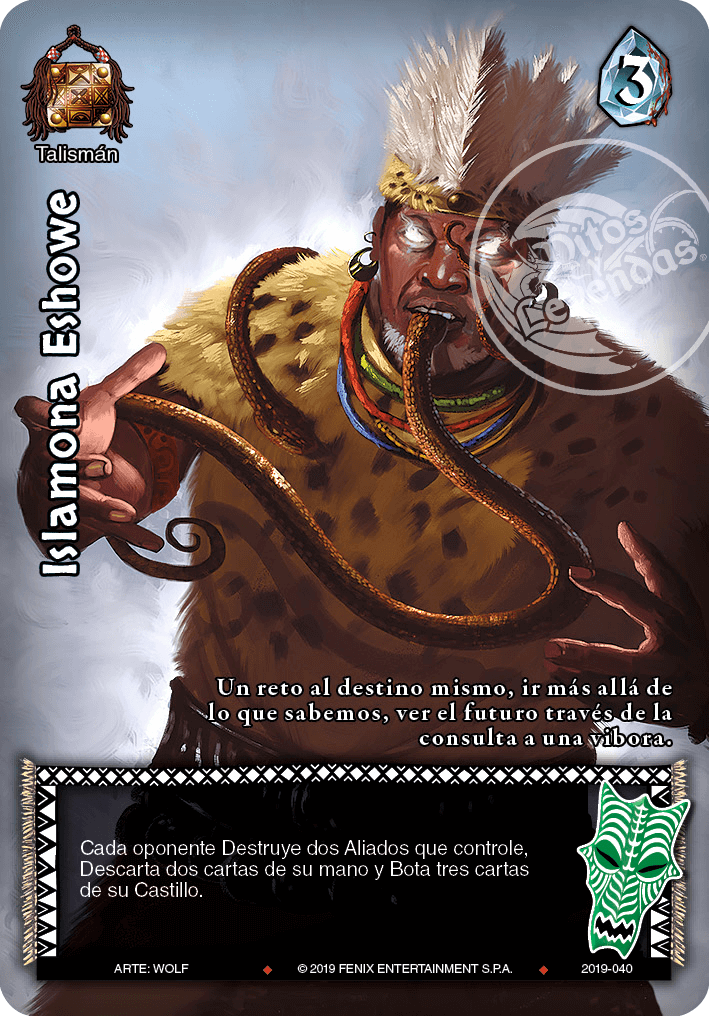 3
Talismán
Mitos
y
Leyendas
®
Islamona Eshowe
Un reto al destino mismo, ir más allá de
lo que sabemos, ver el futuro través de la
consulta a una vibora.
Cada oponente Destruye dos Aliados que controle,
Descarta dos cartas de su mano y Bota tres cartas
de su Castillo.
ARTE: WOLF
© 2019 FENIX ENTERTAINMENT S.P.A.
2019-040